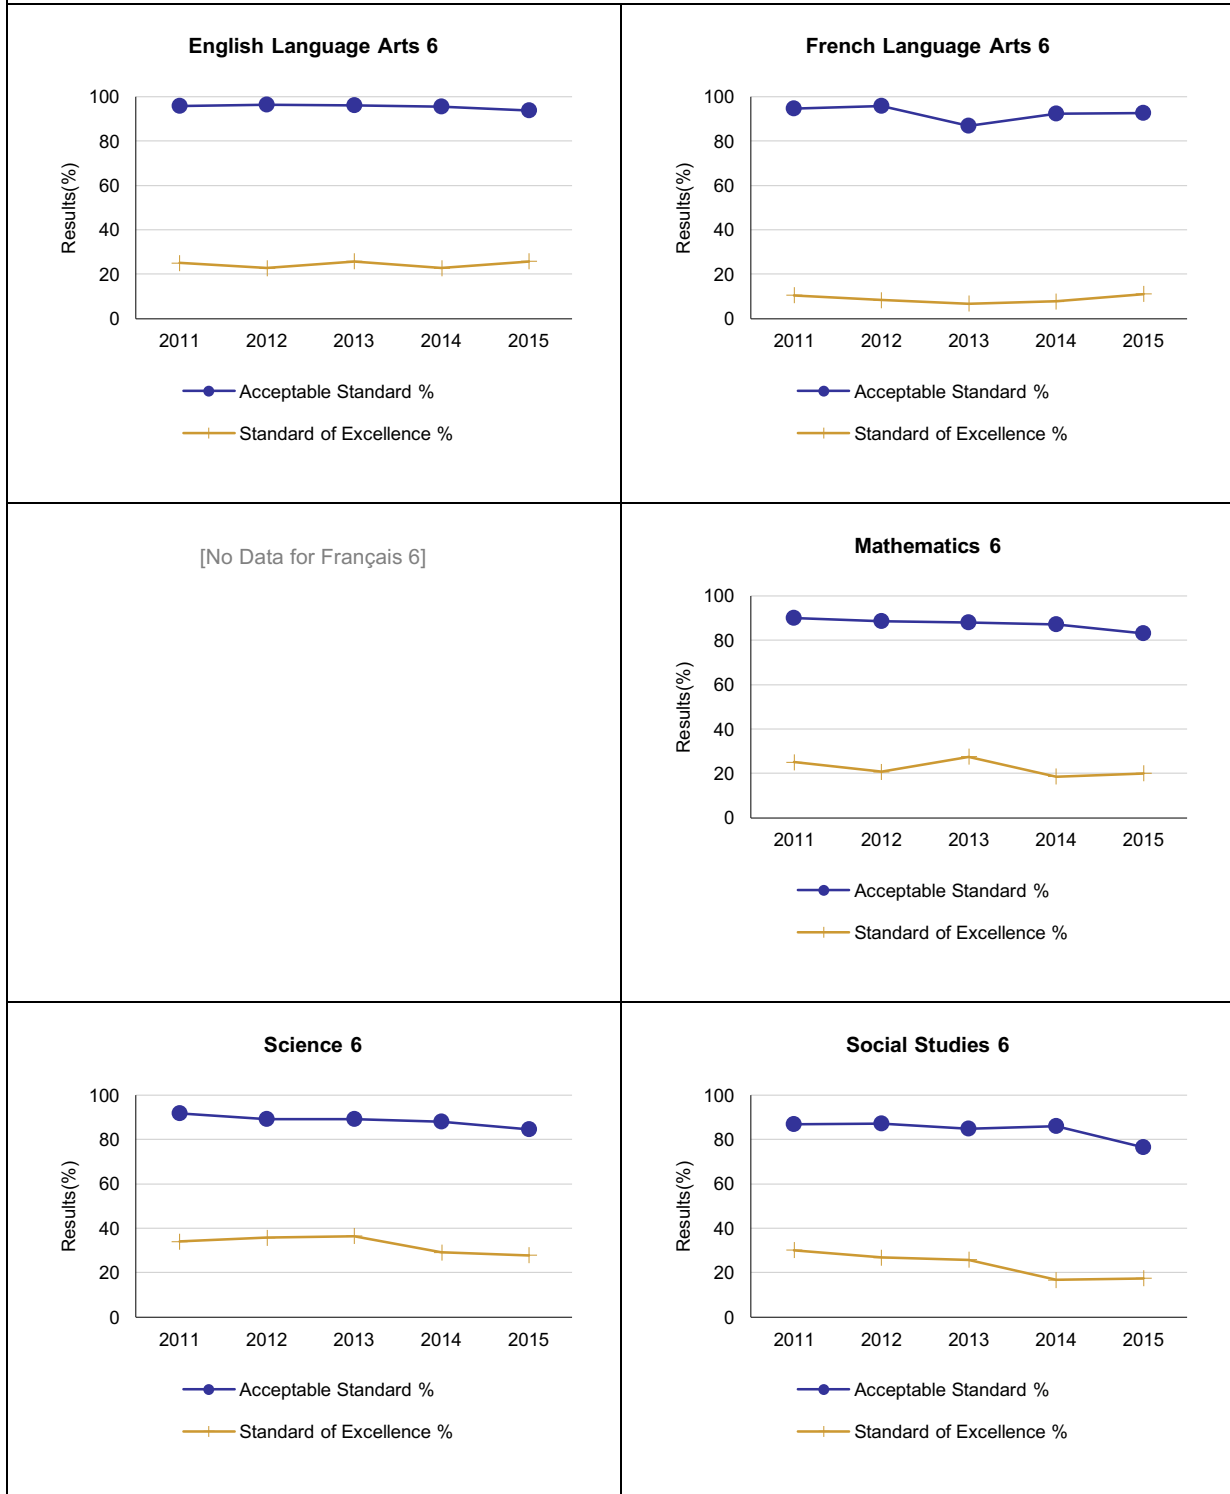 English Language Arts 6
100
80
60
40
20
0
Results(%)
2011 2012 2013 2014 2015
Acceptable Standard %
Standard of Excellence %
French Language Arts 6
100
80
60
40
20
0
Results(%)
2011 2012 2013 2014 2015
Acceptable Standard %
Standard of Excellence %
[No Data for Français 6]
Mathematics 6
100
80
60
40
20
0
Results(%)
2011 2012 2013 2014 2015
Acceptable Standard %
Standard of Excellence %
Science 6
100
80
60
40
20
0
Results(%)
2011 2012 2013 2014 2015
Acceptable Standard %
Standard of Excellence %
Social Studies 6
100
80
60
40
20
0
Results(%)
2011 2012 2013 2014 2015
Acceptable Standard %
Standard of Excellence %